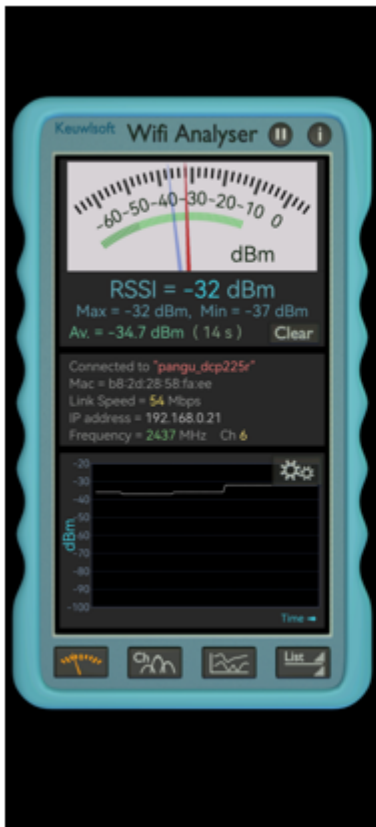 Keuwlsoft Wifi Analyser
-60 -50 -40 -30 -20 -10 0
dBm
RSSI = -32 dBm
Max = -32 dBm, Min = -37 dBm
Av. = -34.7 dBm ( 14 s ) Clear
Connected to "pangu_dcp225r"
Mac = b8:2d:28:58:fa:ee
Link Speed = 54 Mbps
IP address = 192.168.0.21
Frequency = 2437 MHz Ch 6
-20
-30
-40
-50
-60
-70
-80
-90
-100
dBm
Time
Ch
List